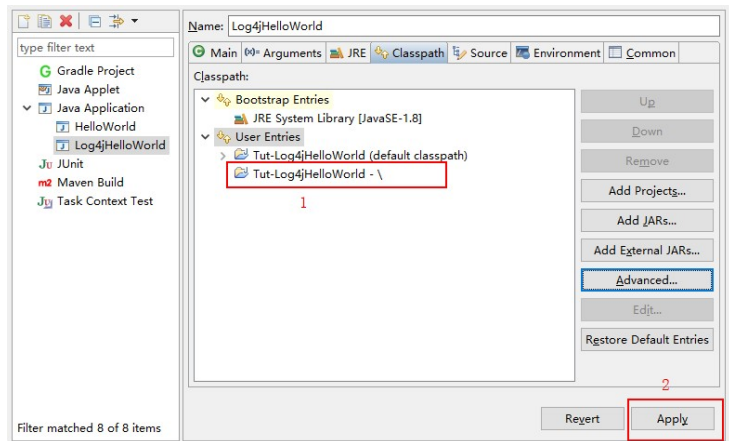 type filter text
Gradle Project
Java Applet
Java Application
HelloWorld
Log4jHelloWorld
Ju JUnit
m2 Maven Build
Ju Task Context Test
Filter matched 8 of 8 items
Name: Log4jHelloWorld
Main (x)= Arguments JRE Classpath Source Environment Common
Classpath:
Bootstrap Entries
JRE System Library [JavaSE-1.8]
User Entries
Tut-Log4jHelloWorld (default classpath)
Tut-Log4jHelloWorld - \
1
Up
Down
Remove
Add Projects...
Add JARs...
Add External JARs...
Advanced...
Edit...
Restore Default Entries
2
Revert Apply